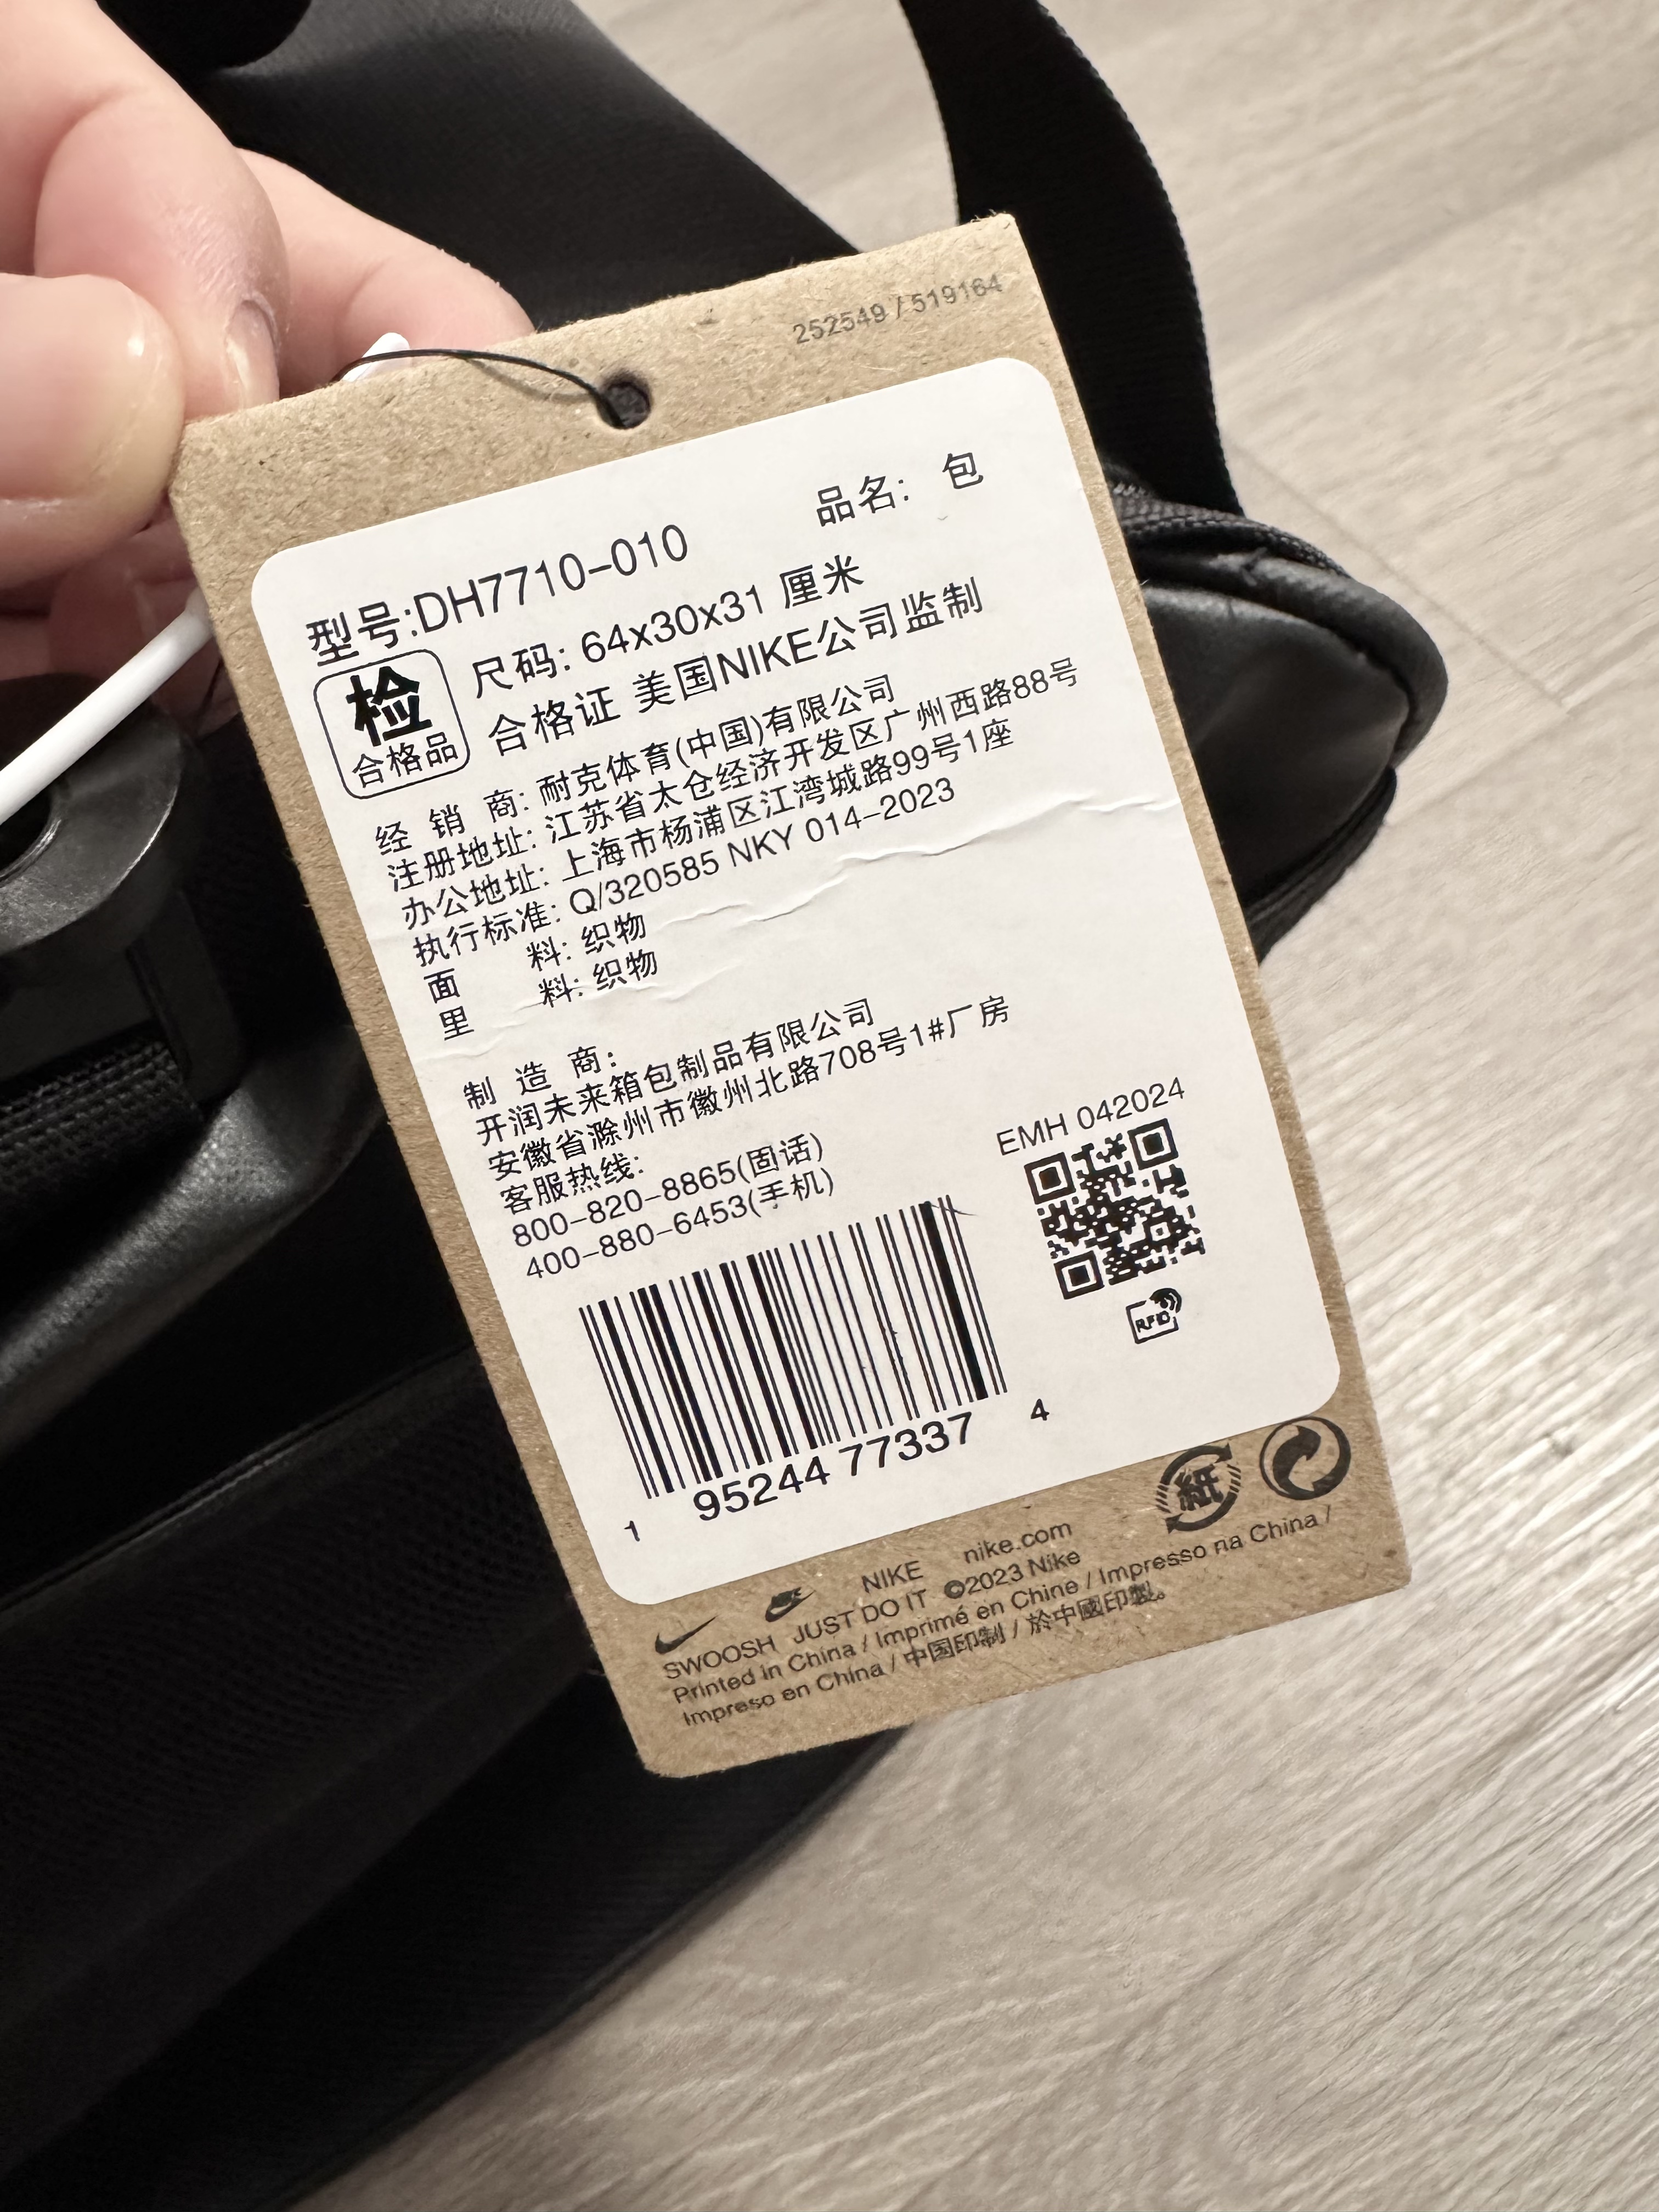 252549 / 519164
品名: 包
型号:DH7710-010
尺码: 64x30x31 厘米
检
合格品
合格证 美国NIKE公司监制
经 销 商: 耐克体育(中国)有限公司
注册地址: 江苏省太仓经济开发区广州西路88号
办公地址: 上海市杨浦区江湾城路99号1座
执行标准: Q/320585 NKY 014-2023
面 料: 织物
里 料: 织物
制 造 商:
开润未来箱包制品有限公司
安徽省滁州市徽州北路708号1#厂房
客服热线:
800-820-8865(固话)
400-880-6453(手机)
EMH 042024
RFID
1 95244 77337 4
紙
NIKE nike.com
SWOOSH JUST DO IT ©2023 Nike
Printed in China / Imprimé en Chine / Impresso na China /
Impreso en China / 中国印制 / 於中國印製。